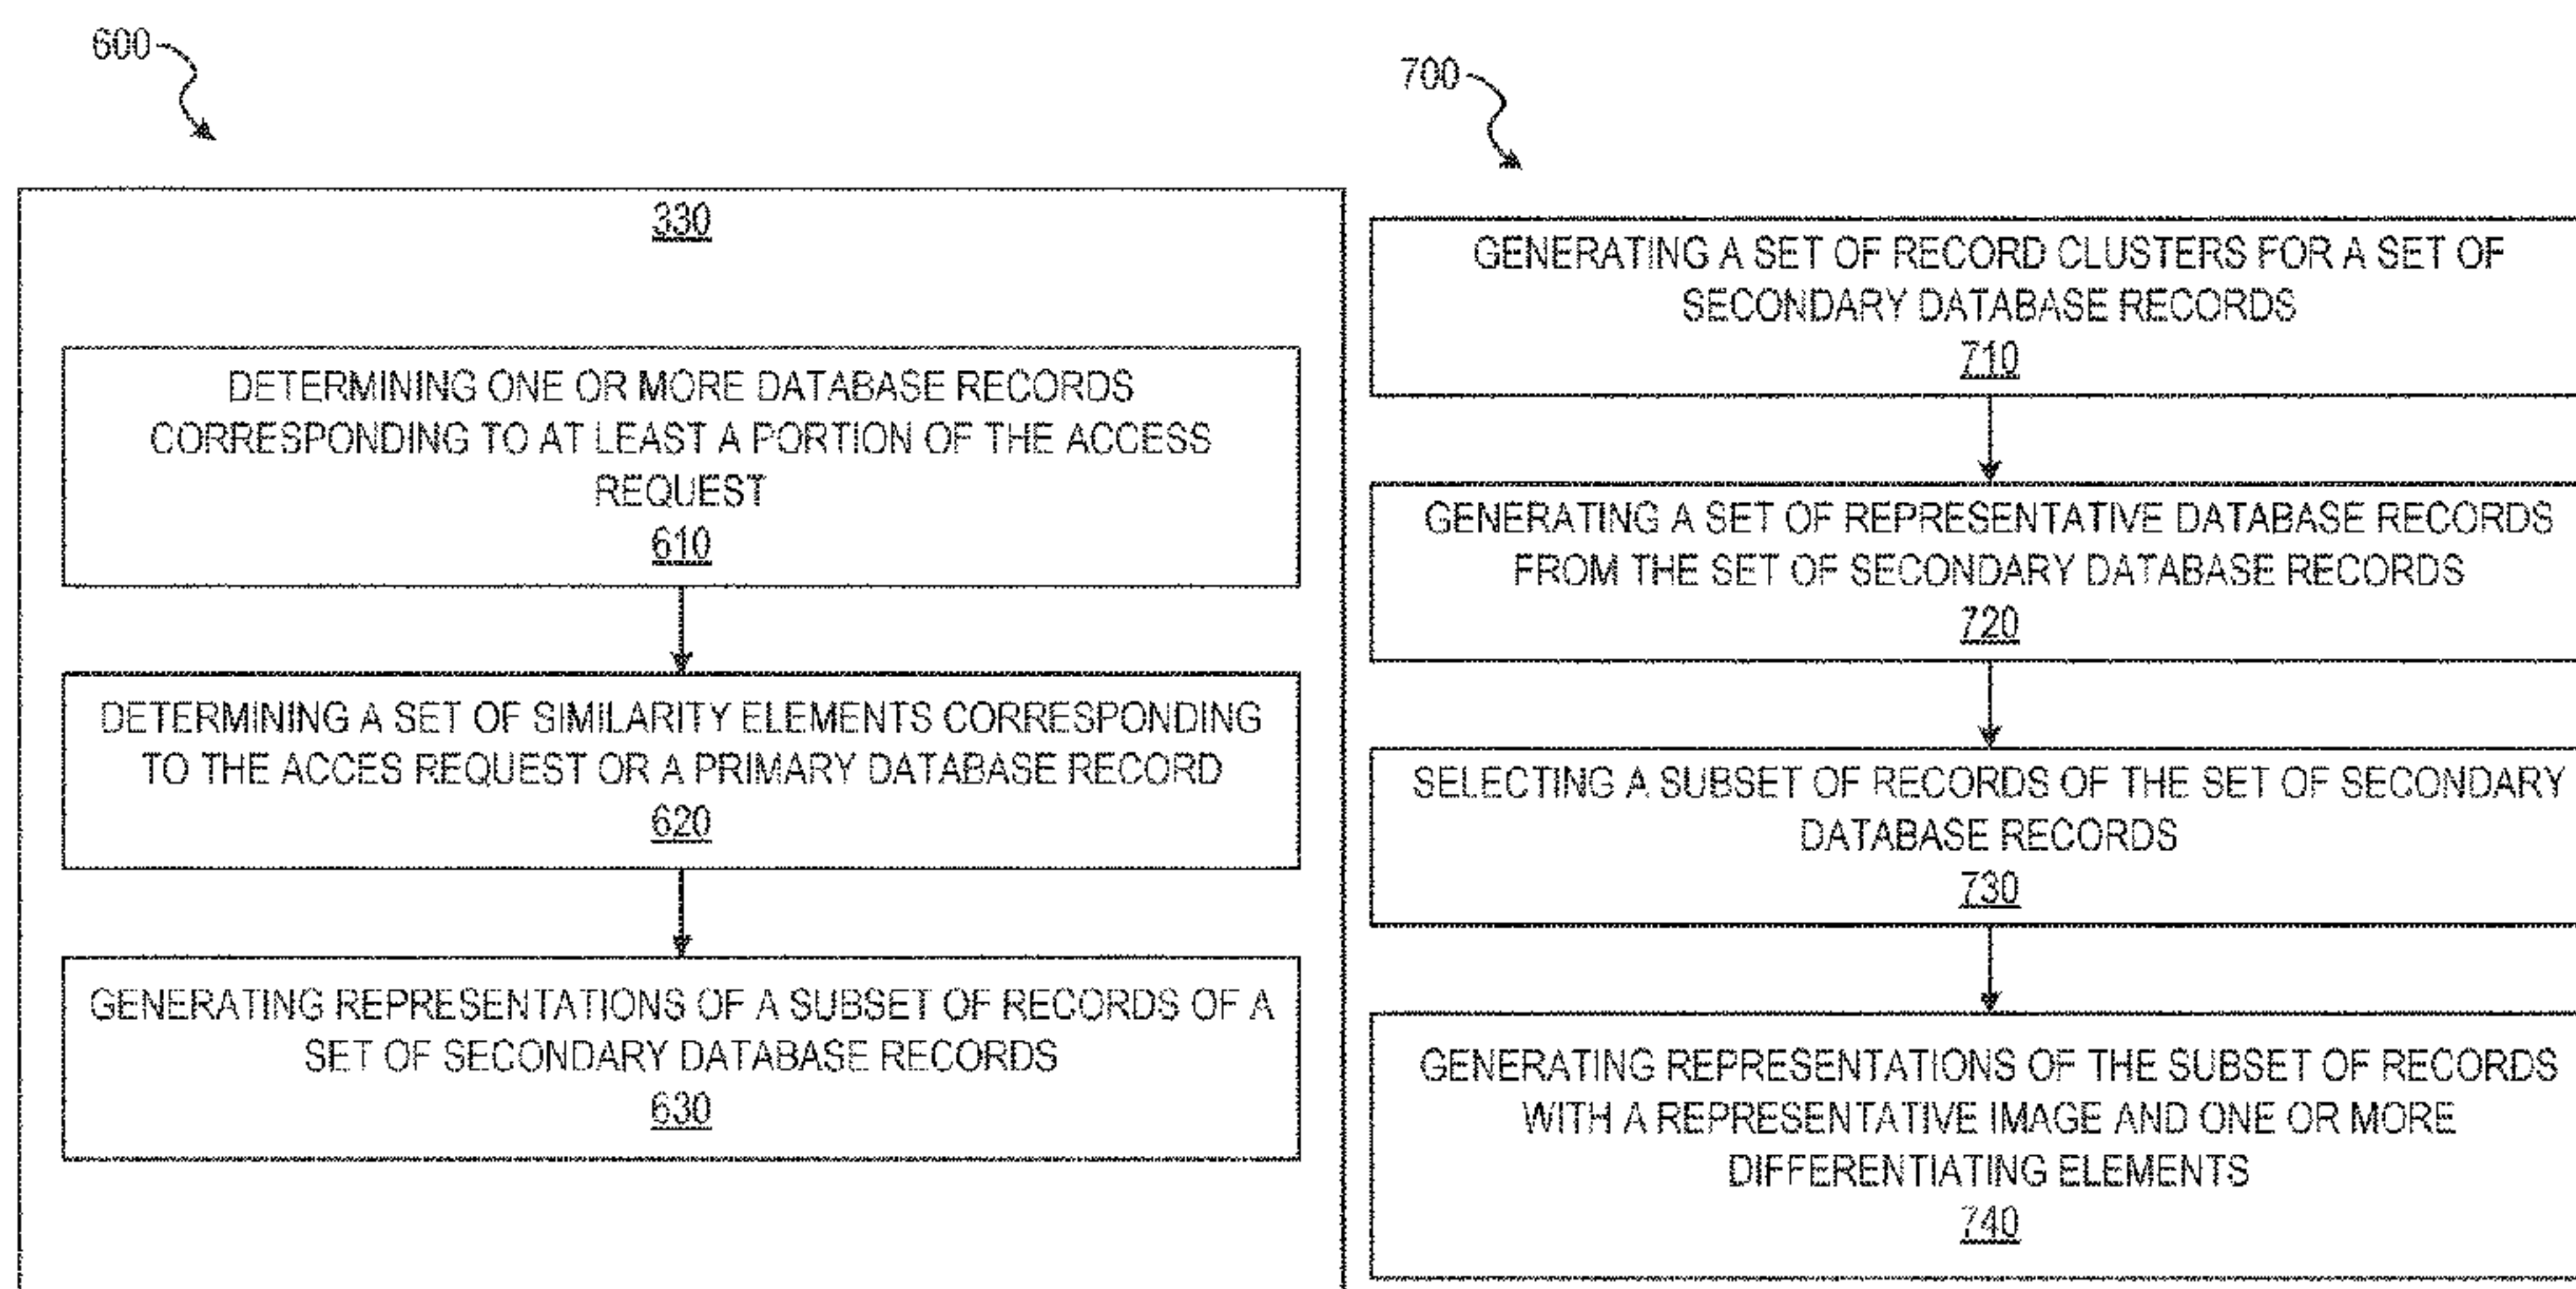 600
330
DETERMINING ONE OR MORE DATABASE RECORDS
CORRESPONDING TO AT LEAST A PORTION OF THE ACCESS
REQUEST
610
DETERMINING A SET OF SIMILARITY ELEMENTS CORRESPONDING
TO THE ACCES REQUEST OR A PRIMARY DATABASE RECORD
620
GENERATING REPRESENTATIONS OF A SUBSET OF RECORDS OF A
SET OF SECONDARY DATABASE RECORDS
630
700
GENERATING A SET OF RECORD CLUSTERS FOR A SET OF
SECONDARY DATABASE RECORDS
710
GENERATING A SET OF REPRESENTATIVE DATABASE RECORDS
FROM THE SET OF SECONDARY DATABASE RECORDS
720
SELECTING A SUBSET OF RECORDS OF THE SET OF SECONDARY
DATABASE RECORDS
730
GENERATING REPRESENTATIONS OF THE SUBSET OF RECORDS
WITH A REPRESENTATIVE IMAGE AND ONE OR MORE
DIFFERENTIATING ELEMENTS
740